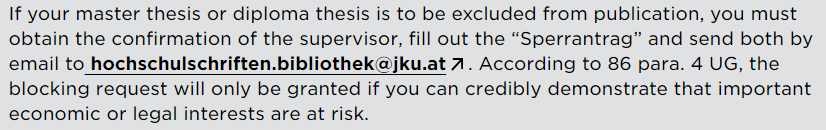 If your master thesis or diploma thesis is to be excluded from publication, you must
obtain the confirmation of the supervisor, fill out the “Sperrantrag” and send both by
email to hochschulschriften.bibliothek@jku.at↗. According to 86 para. 4 UG, the
blocking request will only be granted if you can credibly demonstrate that important
economic or legal interests are at risk.